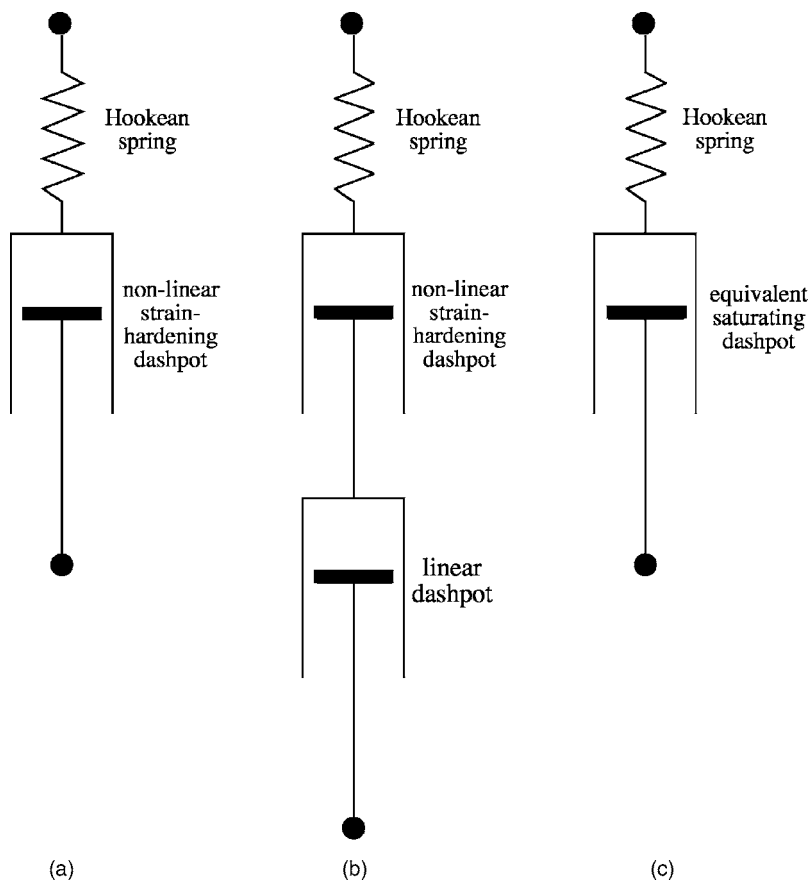 Hookean
spring
non-linear
strain-
hardening
dashpot
(a)
Hookean
spring
non-linear
strain-
hardening
dashpot
linear
dashpot
(b)
Hookean
spring
equivalent
saturating
dashpot
(c)